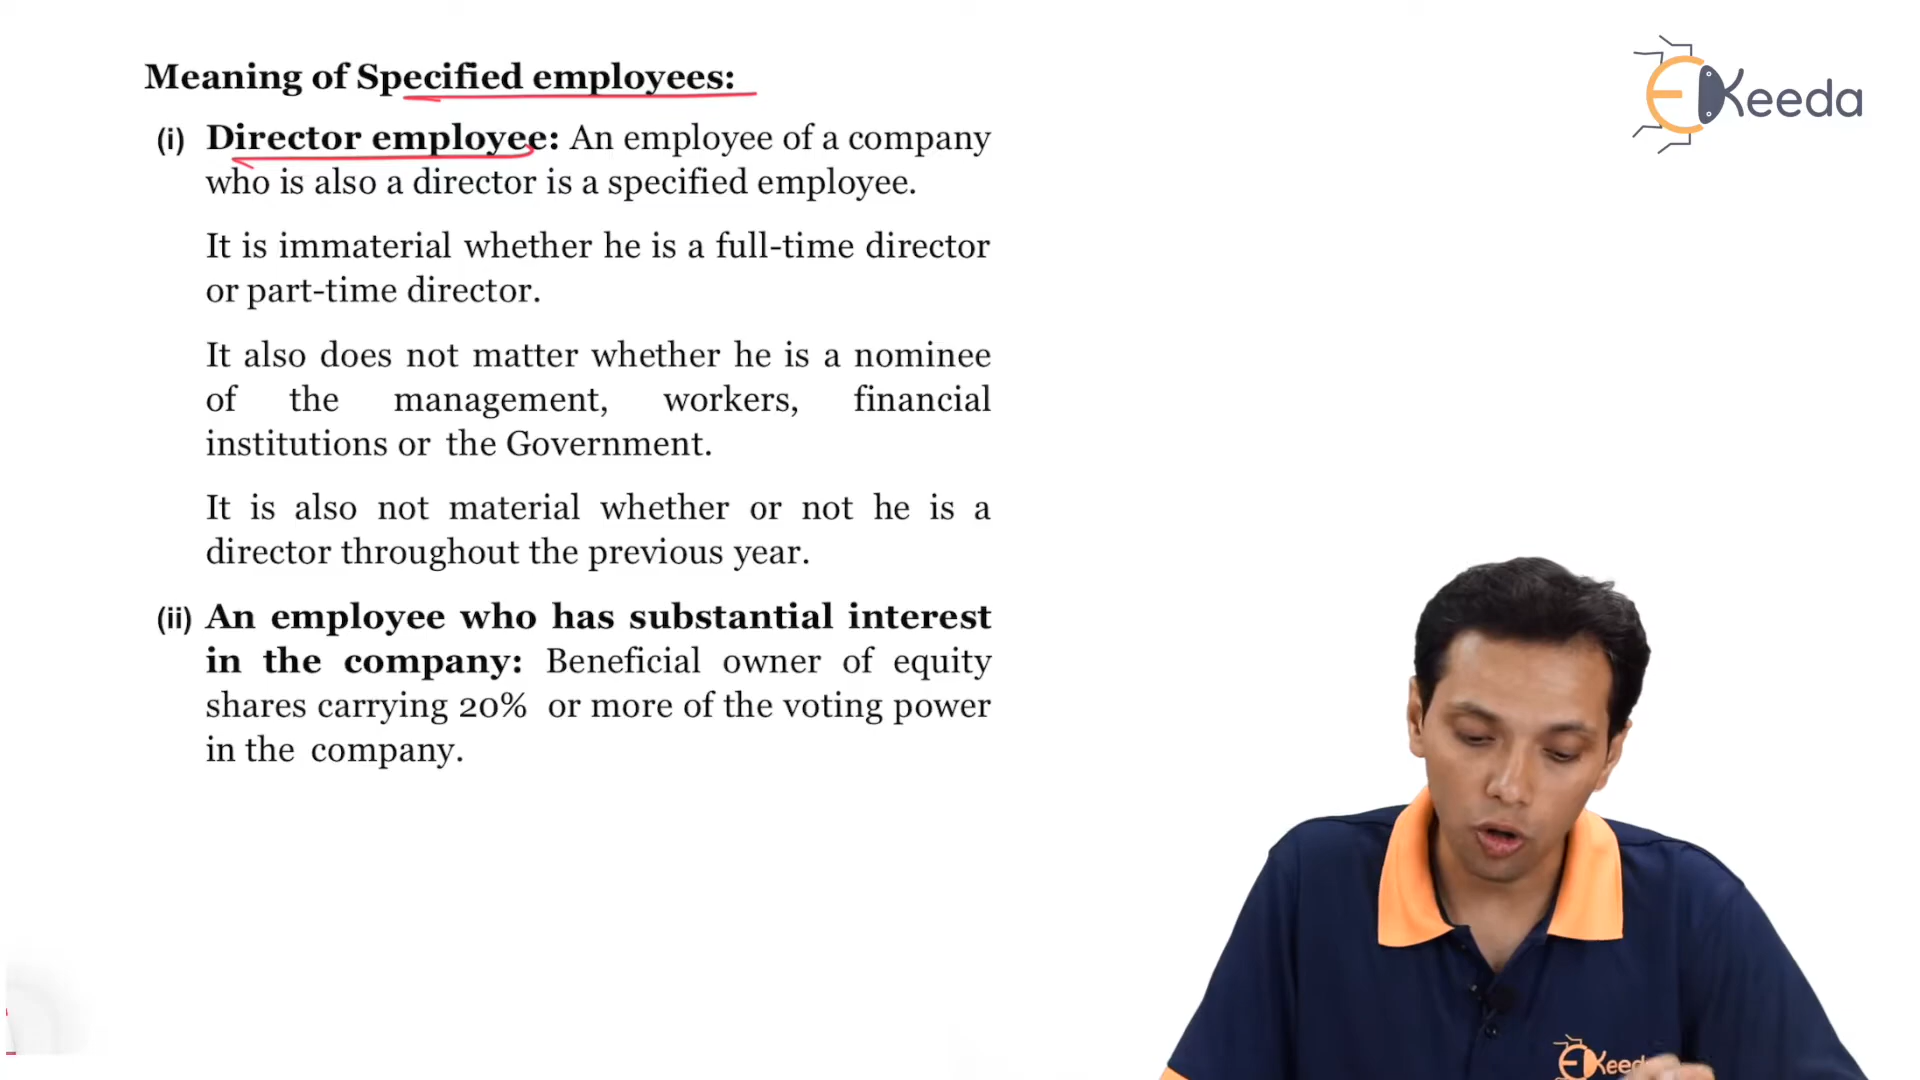 Meaning of Specified employees:
(i) Director employee: An employee of a company
who is also a director is a specified employee.
It is immaterial whether he is a full-time director
or part-time director.
It also does not matter whether he is a nominee
of the management, workers, financial
institutions or the Government.
It is also not material whether or not he is a
director throughout the previous year.
(ii) An employee who has substantial interest
in the company: Beneficial owner of equity
shares carrying 20% or more of the voting power
in the company.
EKeeda